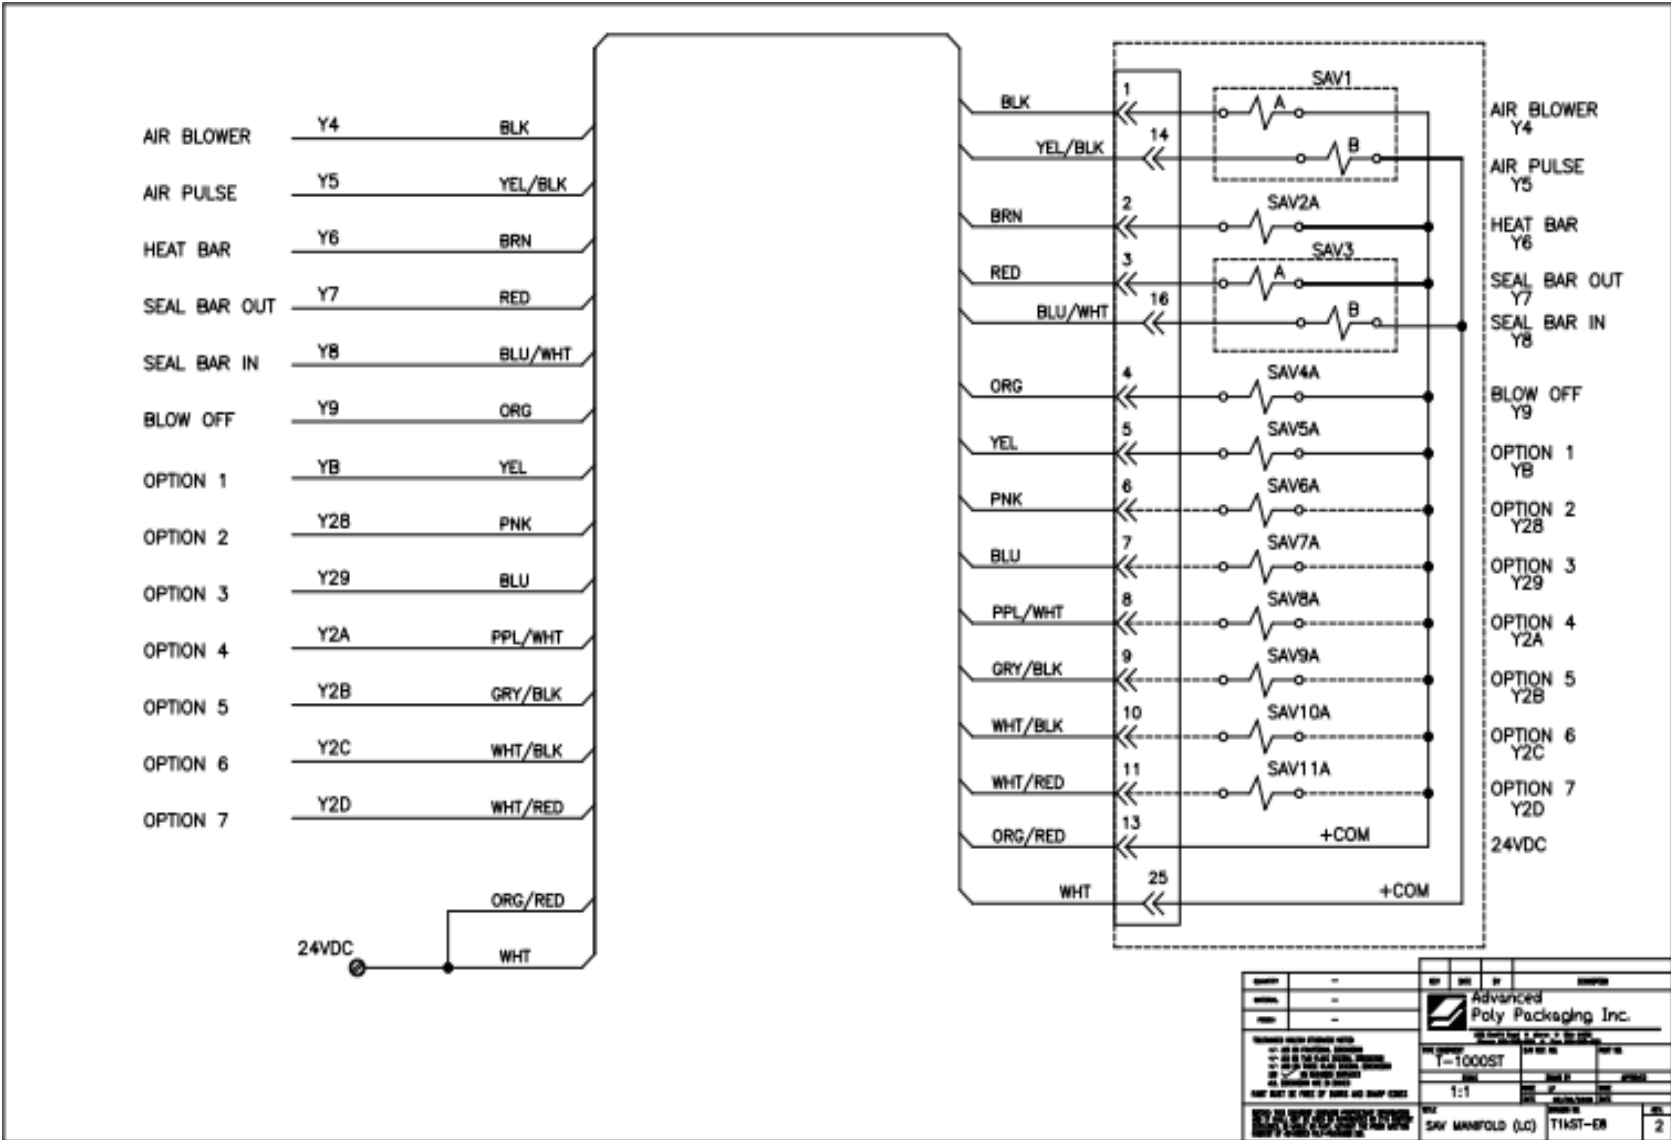 AIR BLOWER Y4 BLK
AIR PULSE Y5 YEL/BLK
HEAT BAR Y6 BRN
SEAL BAR OUT Y7 RED
SEAL BAR IN Y8 BLU/WHT
BLOW OFF Y9 ORG
OPTION 1 YB YEL
OPTION 2 Y28 PNK
OPTION 3 Y29 BLU
OPTION 4 Y2A PPL/WHT
OPTION 5 Y2B GRY/BLK
OPTION 6 Y2C WHT/BLK
OPTION 7 Y2D WHT/RED
ORG/RED
24VDC WHT
SAV1
BLK 1 A AIR BLOWER
Y4
YEL/BLK 14 B AIR PULSE
Y5
BRN 2 SAV2A HEAT BAR
Y6
SAV3
RED 3 A SEAL BAR OUT
Y7
BLU/WHT 16 B SEAL BAR IN
Y8
ORG 4 SAV4A BLOW OFF
Y9
YEL 5 SAV5A OPTION 1
YB
PNK 6 SAV6A OPTION 2
Y28
BLU 7 SAV7A OPTION 3
Y29
PPL/WHT 8 SAV8A OPTION 4
Y2A
GRY/BLK 9 SAV9A OPTION 5
Y2B
WHT/BLK 10 SAV10A OPTION 6
Y2C
WHT/RED 11 SAV11A OPTION 7
Y2D
ORG/RED 13 +COM 24VDC
WHT 25 +COM
Advanced
Poly Packaging Inc.
T-1000ST
1:1
SAV MANIFOLD (LC) T1kST-E8 2